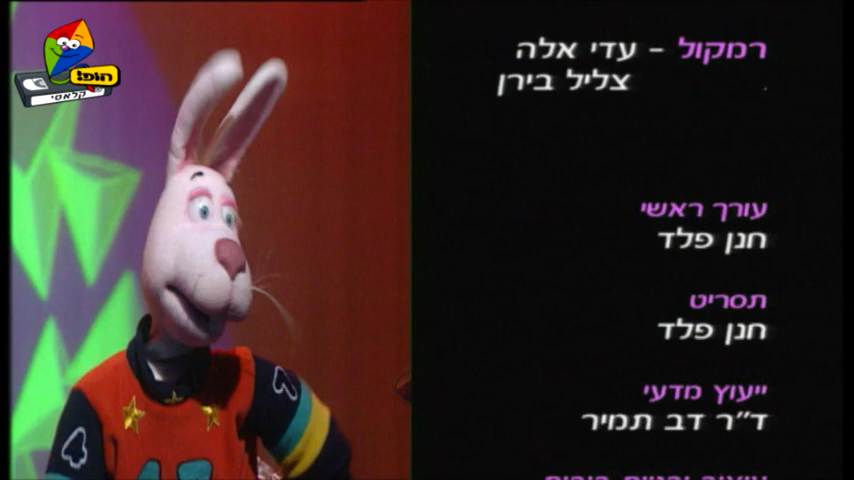 הופ!
קלאסי
רמקול – עדי אלה
צליל בירן
עורך ראשי
חנן פלד
תסריט
חנן פלד
ייעוץ מדעי
ד"ר דב תמיר